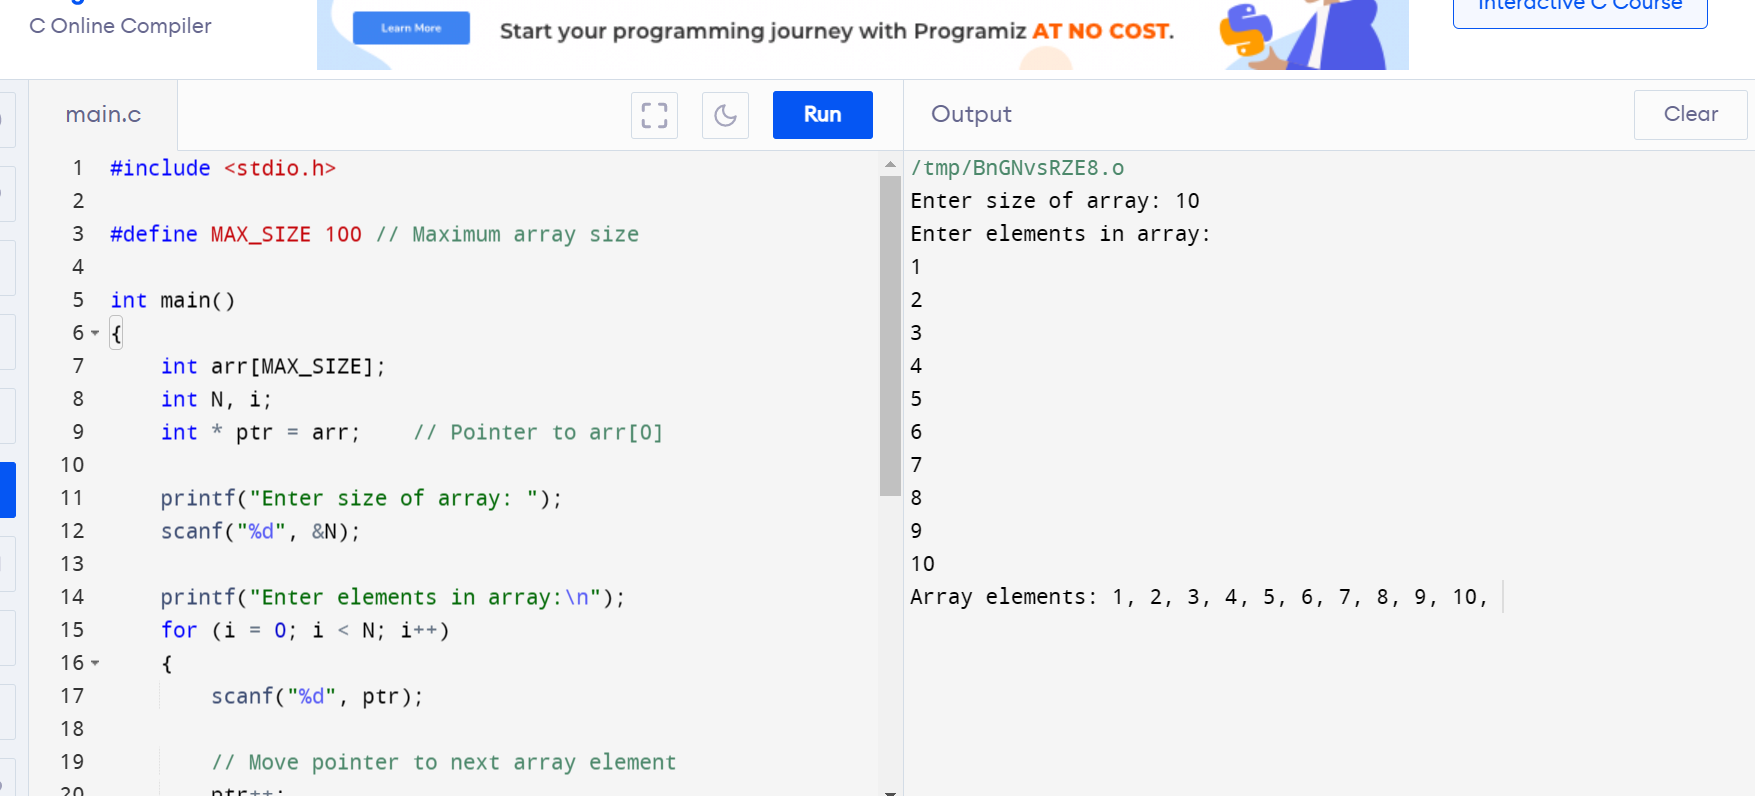 C Online Compiler
Learn More
Start your programming journey with Programiz AT NO COST.
Interactive C Course
main.c
Run
Output
Clear
1 #include <stdio.h>
2
3 #define MAX_SIZE 100 // Maximum array size
4
5 int main()
6 {
7 int arr[MAX_SIZE];
8 int N, i;
9 int * ptr = arr;    // Pointer to arr[0]
10
11 printf("Enter size of array: ");
12 scanf("%d", &N);
13
14 printf("Enter elements in array:\n");
15 for (i = 0; i < N; i++)
16 {
17 scanf("%d", ptr);
18
19 // Move pointer to next array element
20 ptr++;
/tmp/BnGNvsRZE8.o
Enter size of array: 10
Enter elements in array:
1
2
3
4
5
6
7
8
9
10
Array elements: 1, 2, 3, 4, 5, 6, 7, 8, 9, 10,